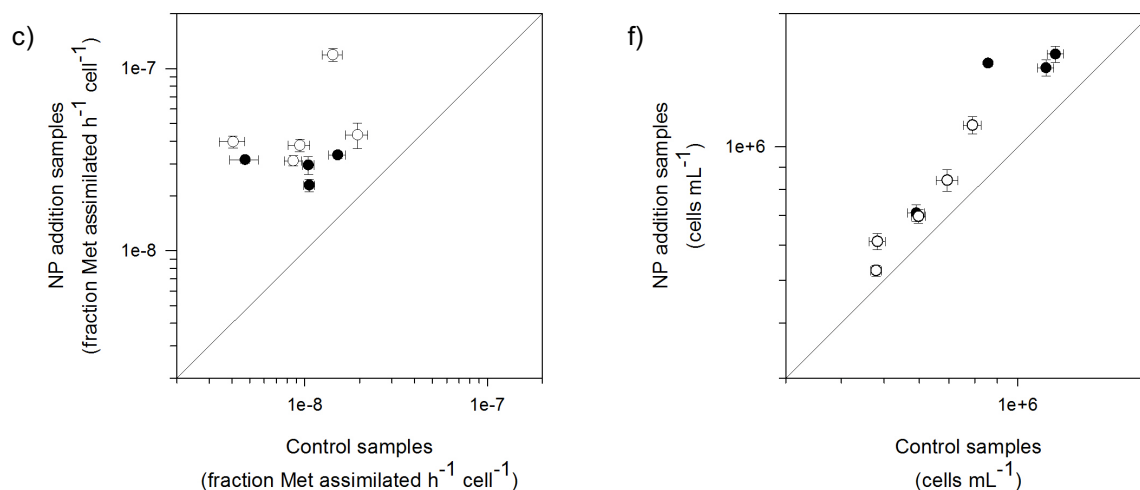 c)
NP addition samples
(fraction Met assimilated h⁻¹ cell⁻¹)
1e-7
1e-8
1e-8
1e-7
Control samples
(fraction Met assimilated h⁻¹ cell⁻¹)
f)
NP addition samples
(cells mL⁻¹)
1e+6
1e+6
Control samples
(cells mL⁻¹)